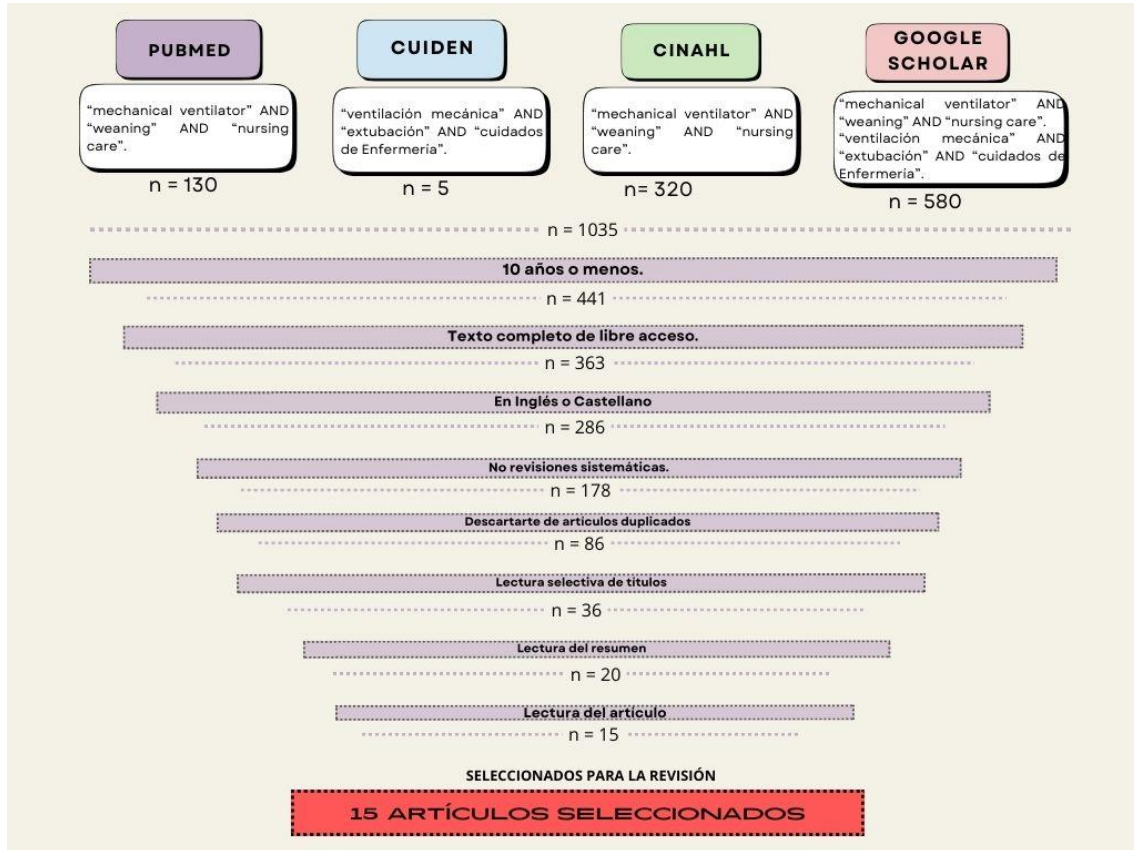 PUBMED
CUIDEN
CINAHL
GOOGLE
SCHOLAR
“mechanical ventilator” AND
“weaning” AND “nursing
care”.
n = 130
“ventilación mecánica” AND
“extubación” AND “cuidados
de Enfermería”.
n = 5
“mechanical ventilator” AND
“weaning” AND “nursing
care”.
n= 320
“mechanical ventilator” AND
“weaning” AND “nursing care”.
“ventilación mecánica” AND
“extubación” AND “cuidados de
Enfermería”.
n = 580
n = 1035
10 años o menos.
n = 441
Texto completo de libre acceso.
n = 363
En Inglés o Castellano
n = 286
No revisiones sistemáticas.
n = 178
Descartarte de artículos duplicados
n = 86
Lectura selectiva de títulos
n = 36
Lectura del resumen
n = 20
Lectura del artículo
n = 15
SELECCIONADOS PARA LA REVISIÓN
15 ARTÍCULOS SELECCIONADOS